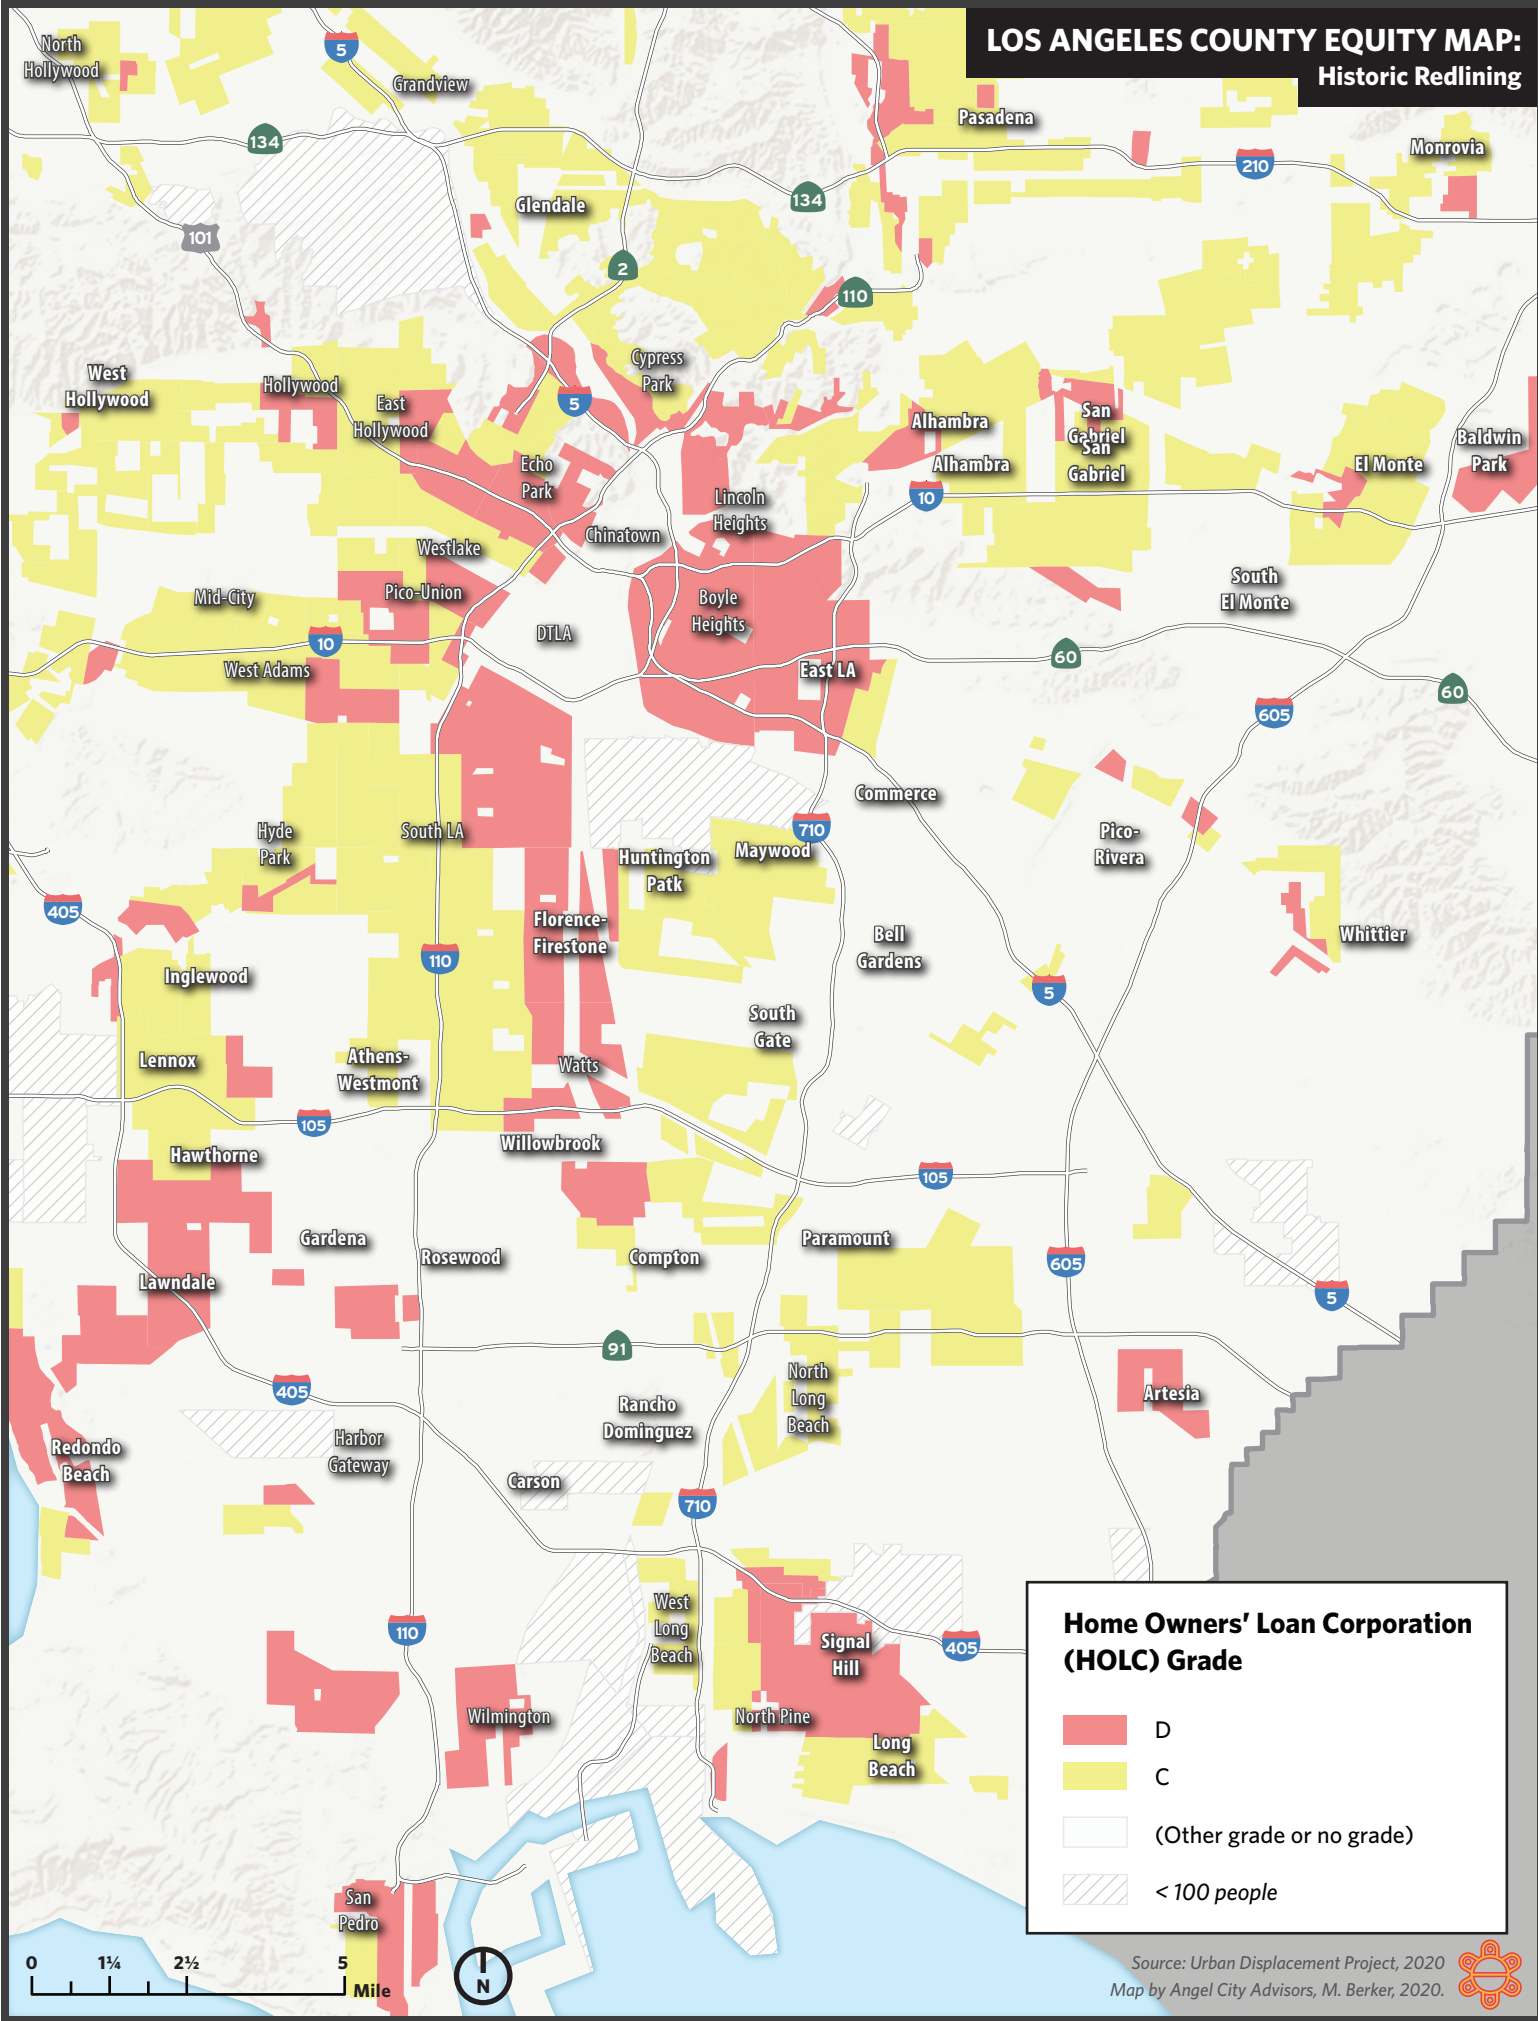 LOS ANGELES COUNTY EQUITY MAP:
Historic Redlining
North
Hollywood
5
Grandview
134
Pasadena
Monrovia
210
134
Glendale
101
2
110
Cypress
Park
West
Hollywood
Hollywood
East
Hollywood
5
Alhambra
San
Gabriel
San
Gabriel
Alhambra
El Monte
Baldwin
Park
Echo
Park
10
Lincoln
Heights
Chinatown
Westlake
Mid-City
Pico-Union
Boyle
Heights
South
El Monte
DTLA
10
60
West Adams
East LA
60
605
Commerce
Hyde
Park
South LA
710
Maywood
Huntington
Patk
Pico-
Rivera
405
Florence-
Firestone
Bell
Gardens
Whittier
110
Inglewood
5
South
Gate
Lennox
Athens-
Westmont
Watts
105
Willowbrook
Hawthorne
105
Gardena
Rosewood
Compton
Paramount
605
Lawndale
5
91
North
Long
Beach
Artesia
405
Rancho
Dominguez
Redondo
Beach
Harbor
Gateway
Carson
710
West
Long
Beach
110
Signal
Hill
405
Wilmington
North Pine
Long
Beach
San
Pedro
Home Owners’ Loan Corporation
(HOLC) Grade
D
C
(Other grade or no grade)
< 100 people
0 1¼ 2½ 5
Mile
N
Source: Urban Displacement Project, 2020
Map by Angel City Advisors, M. Berker, 2020.